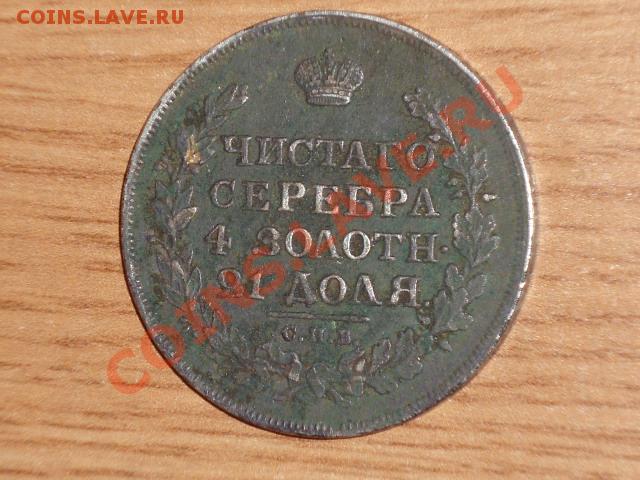 COINS.LAVE.RU
ЧИСТАГО
СЕРЕБРА
4 ЗОЛОТН.
21 ДОЛЯ.
С.П.Б.
COINS.LAVE.RU